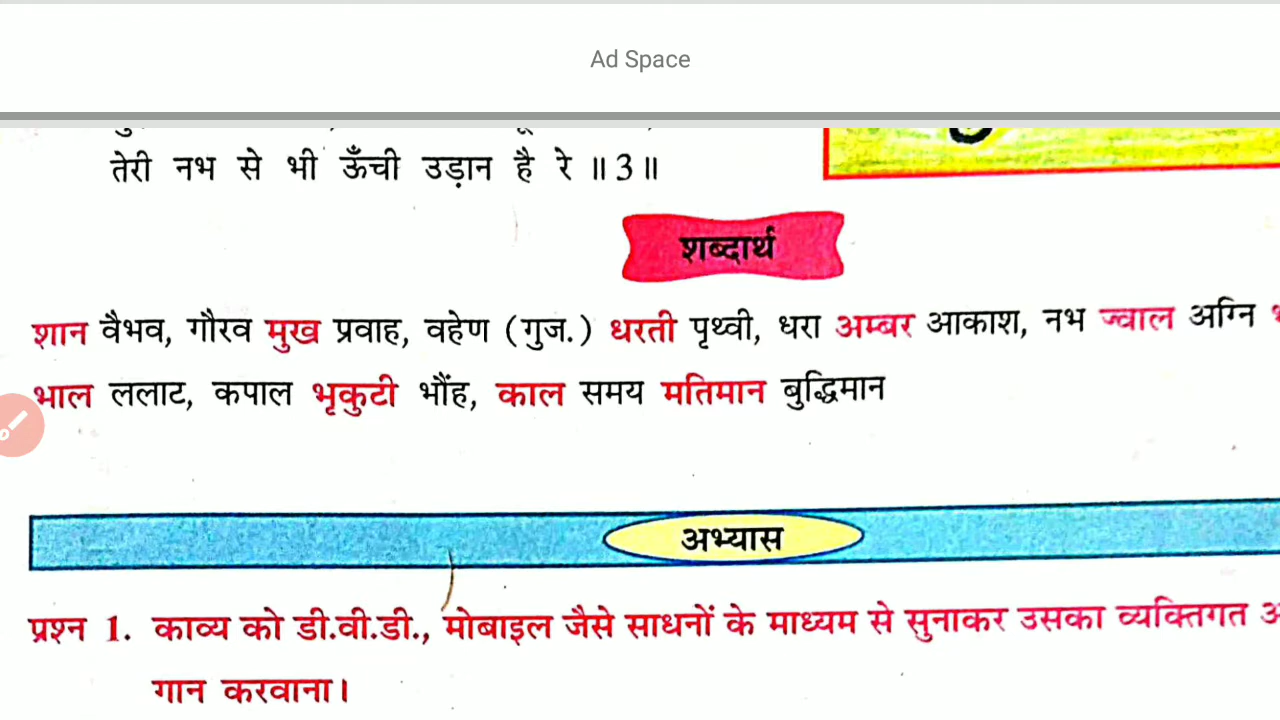 Ad Space
तेरी नभ से भी ऊँची उड़ान है रे ॥ 3 ॥
शब्दार्थ
शान वैभव, गौरव मुख प्रवाह, वहेण (गुज.) धरती पृथ्वी, धरा अम्बर आकाश, नभ ज्वाल अग्नि
भाल ललाट, कपाल भृकुटी भौंह, काल समय मतिमान बुद्धिमान
अभ्यास
प्रश्न 1. काव्य को डी.वी.डी., मोबाइल जैसे साधनों के माध्यम से सुनाकर उसका व्यक्तिगत
गान करवाना।